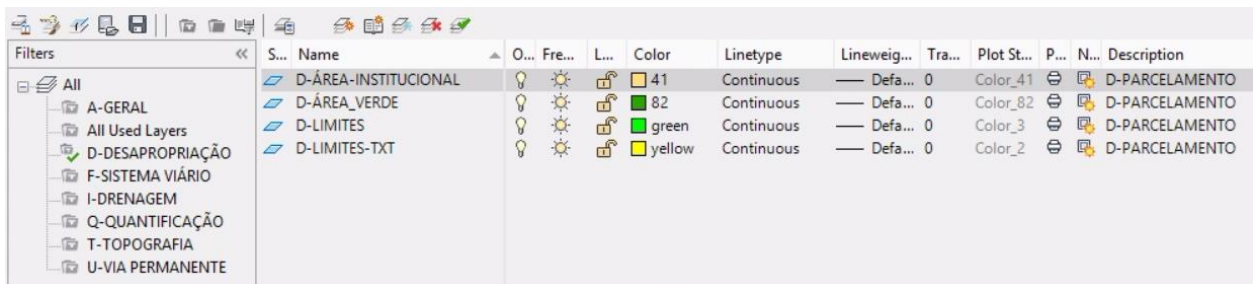 Filters
«
All
A-GERAL
All Used Layers
D-DESAPROPRIAÇÃO
F-SISTEMA VIÁRIO
I-DRENAGEM
Q-QUANTIFICAÇÃO
T-TOPOGRAFIA
U-VIA PERMANENTE
S... Name O... Fre... L... Color Linetype Lineweig... Tra... Plot St... P... N... Description
D-ÁREA-INSTITUCIONAL 41 Continuous Defa... 0 Color_41 D-PARCELAMENTO
D-ÁREA_VERDE 82 Continuous Defa... 0 Color_82 D-PARCELAMENTO
D-LIMITES green Continuous Defa... 0 Color_3 D-PARCELAMENTO
D-LIMITES-TXT yellow Continuous Defa... 0 Color_2 D-PARCELAMENTO